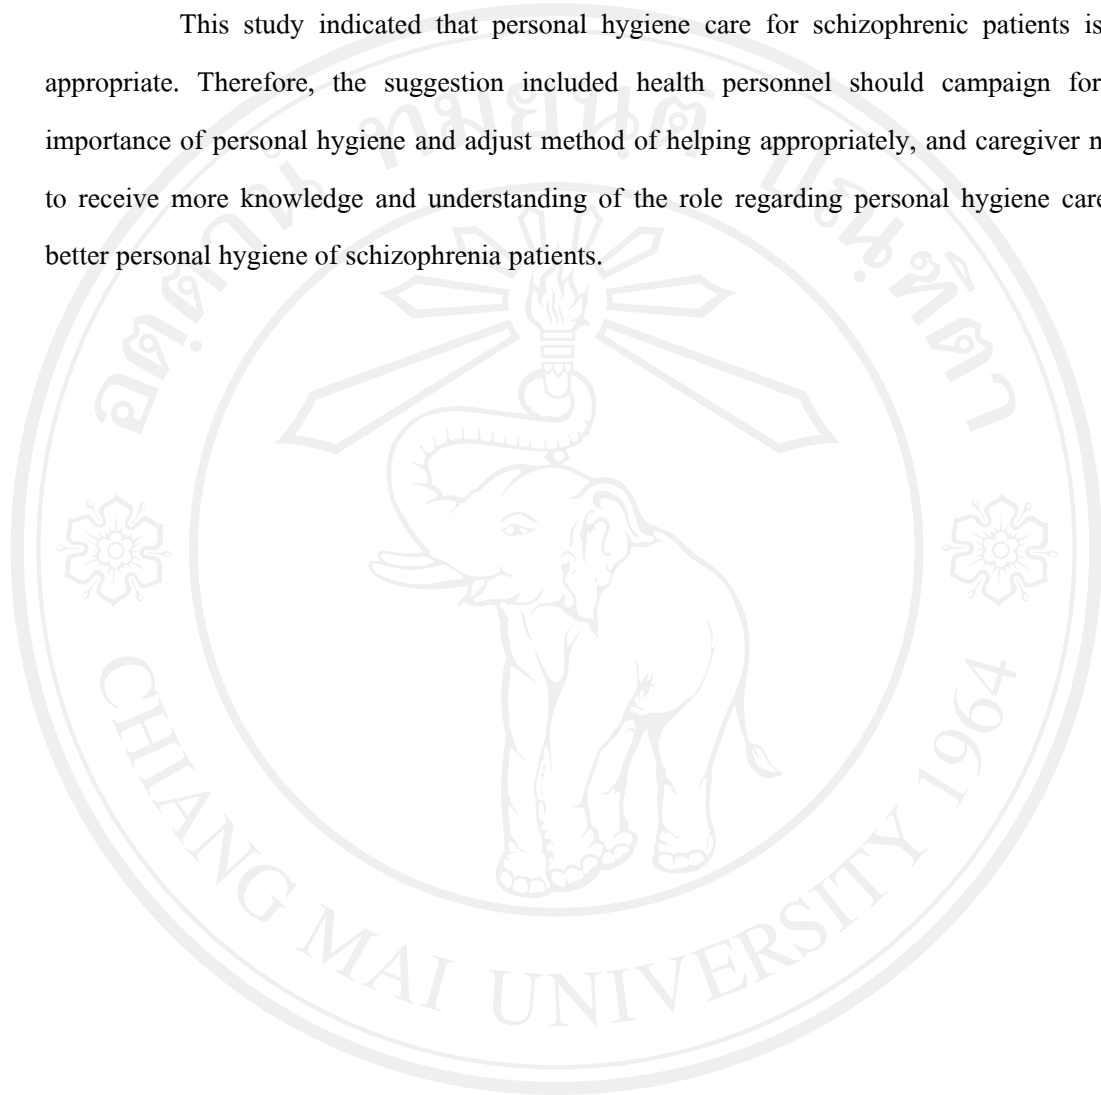 This study indicated that personal hygiene care for schizophrenic patients is
appropriate. Therefore, the suggestion included health personnel should campaign for
importance of personal hygiene and adjust method of helping appropriately, and caregiver
to receive more knowledge and understanding of the role regarding personal hygiene care
better personal hygiene of schizophrenia patients.
CHIANG MAI UNIVERSITY 1964